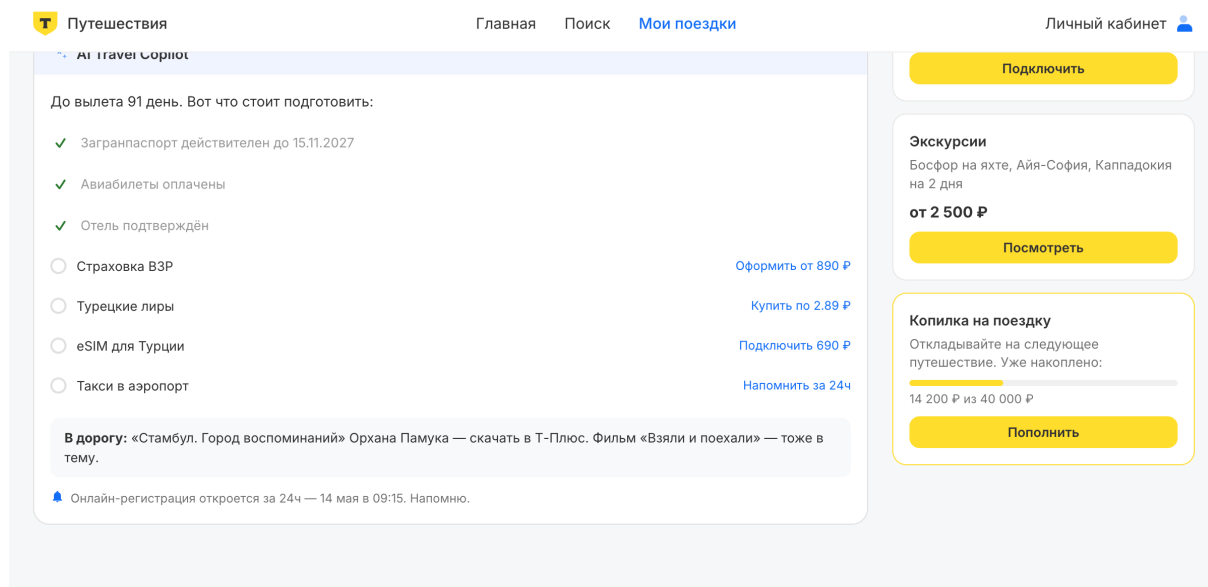 Т Путешествия
Главная
Поиск
Мои поездки
Личный кабинет
AI Travel Copilot
До вылета 91 день. Вот что стоит подготовить:
Загранпаспорт действителен до 15.11.2027
Авиабилеты оплачены
Отель подтверждён
Страховка ВЗР
Оформить от 890 ₽
Турецкие лиры
Купить по 2.89 ₽
eSIM для Турции
Подключить 690 ₽
Такси в аэропорт
Напомнить за 24ч
В дорогу: «Стамбул. Город воспоминаний» Орхана Памука — скачать в Т-Плюс. Фильм «Взяли и поехали» — тоже в
тему.
Онлайн-регистрация откроется за 24ч — 14 мая в 09:15. Напомню.
Подключить
Экскурсии
Босфор на яхте, Айя-София, Каппадокия
на 2 дня
от 2 500 ₽
Посмотреть
Копилка на поездку
Откладывайте на следующее
путешествие. Уже накоплено:
14 200 ₽ из 40 000 ₽
Пополнить